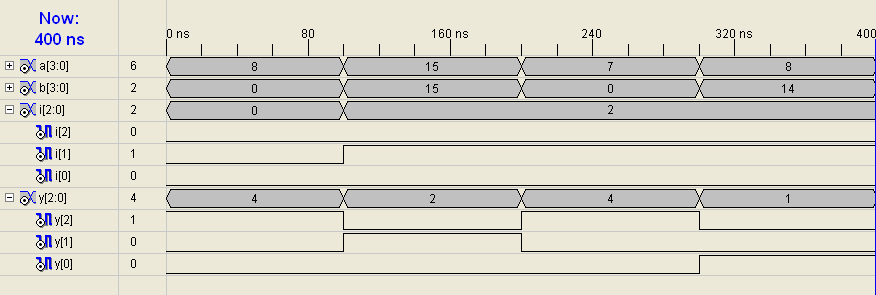 Now:
400 ns
0 ns 80 160 ns 240 320 ns 400
a[3:0] 6 8 15 7 8
b[3:0] 2 0 15 0 14
i[2:0] 2 0 2
i[2] 0
i[1] 1
i[0] 0
y[2:0] 4 4 2 4 1
y[2] 1
y[1] 0
y[0] 0